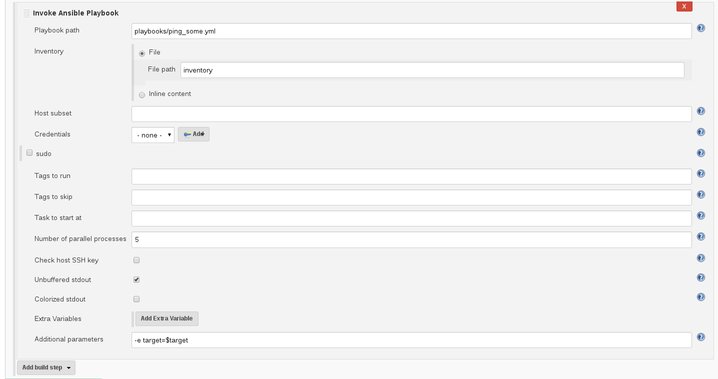 Invoke Ansible Playbook
X
Playbook path
playbooks/ping_some.yml
Inventory
File
File path
inventory
Inline content
Host subset
Credentials
- none -
Add
sudo
Tags to run
Tags to skip
Task to start at
Number of parallel processes
5
Check host SSH key
Unbuffered stdout
Colorized stdout
Extra Variables
Add Extra Variable
Additional parameters
-e target=$target
Add build step